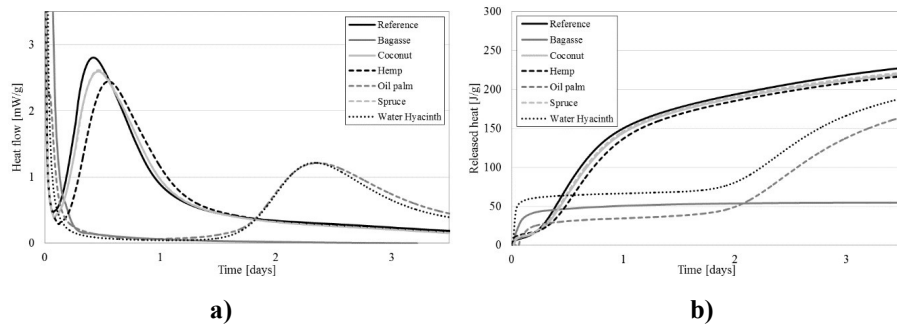 3
2
1
0
Heat flow [mW/g]
0
1
2
3
Time [days]
Reference
Bagasse
Coconut
Hemp
Oil palm
Spruce
Water Hyacinth
a)
300
250
200
150
100
50
0
Released heat [J/g]
0
1
2
3
Time [days]
Reference
Bagasse
Coconut
Hemp
Oil palm
Spruce
Water Hyacinth
b)